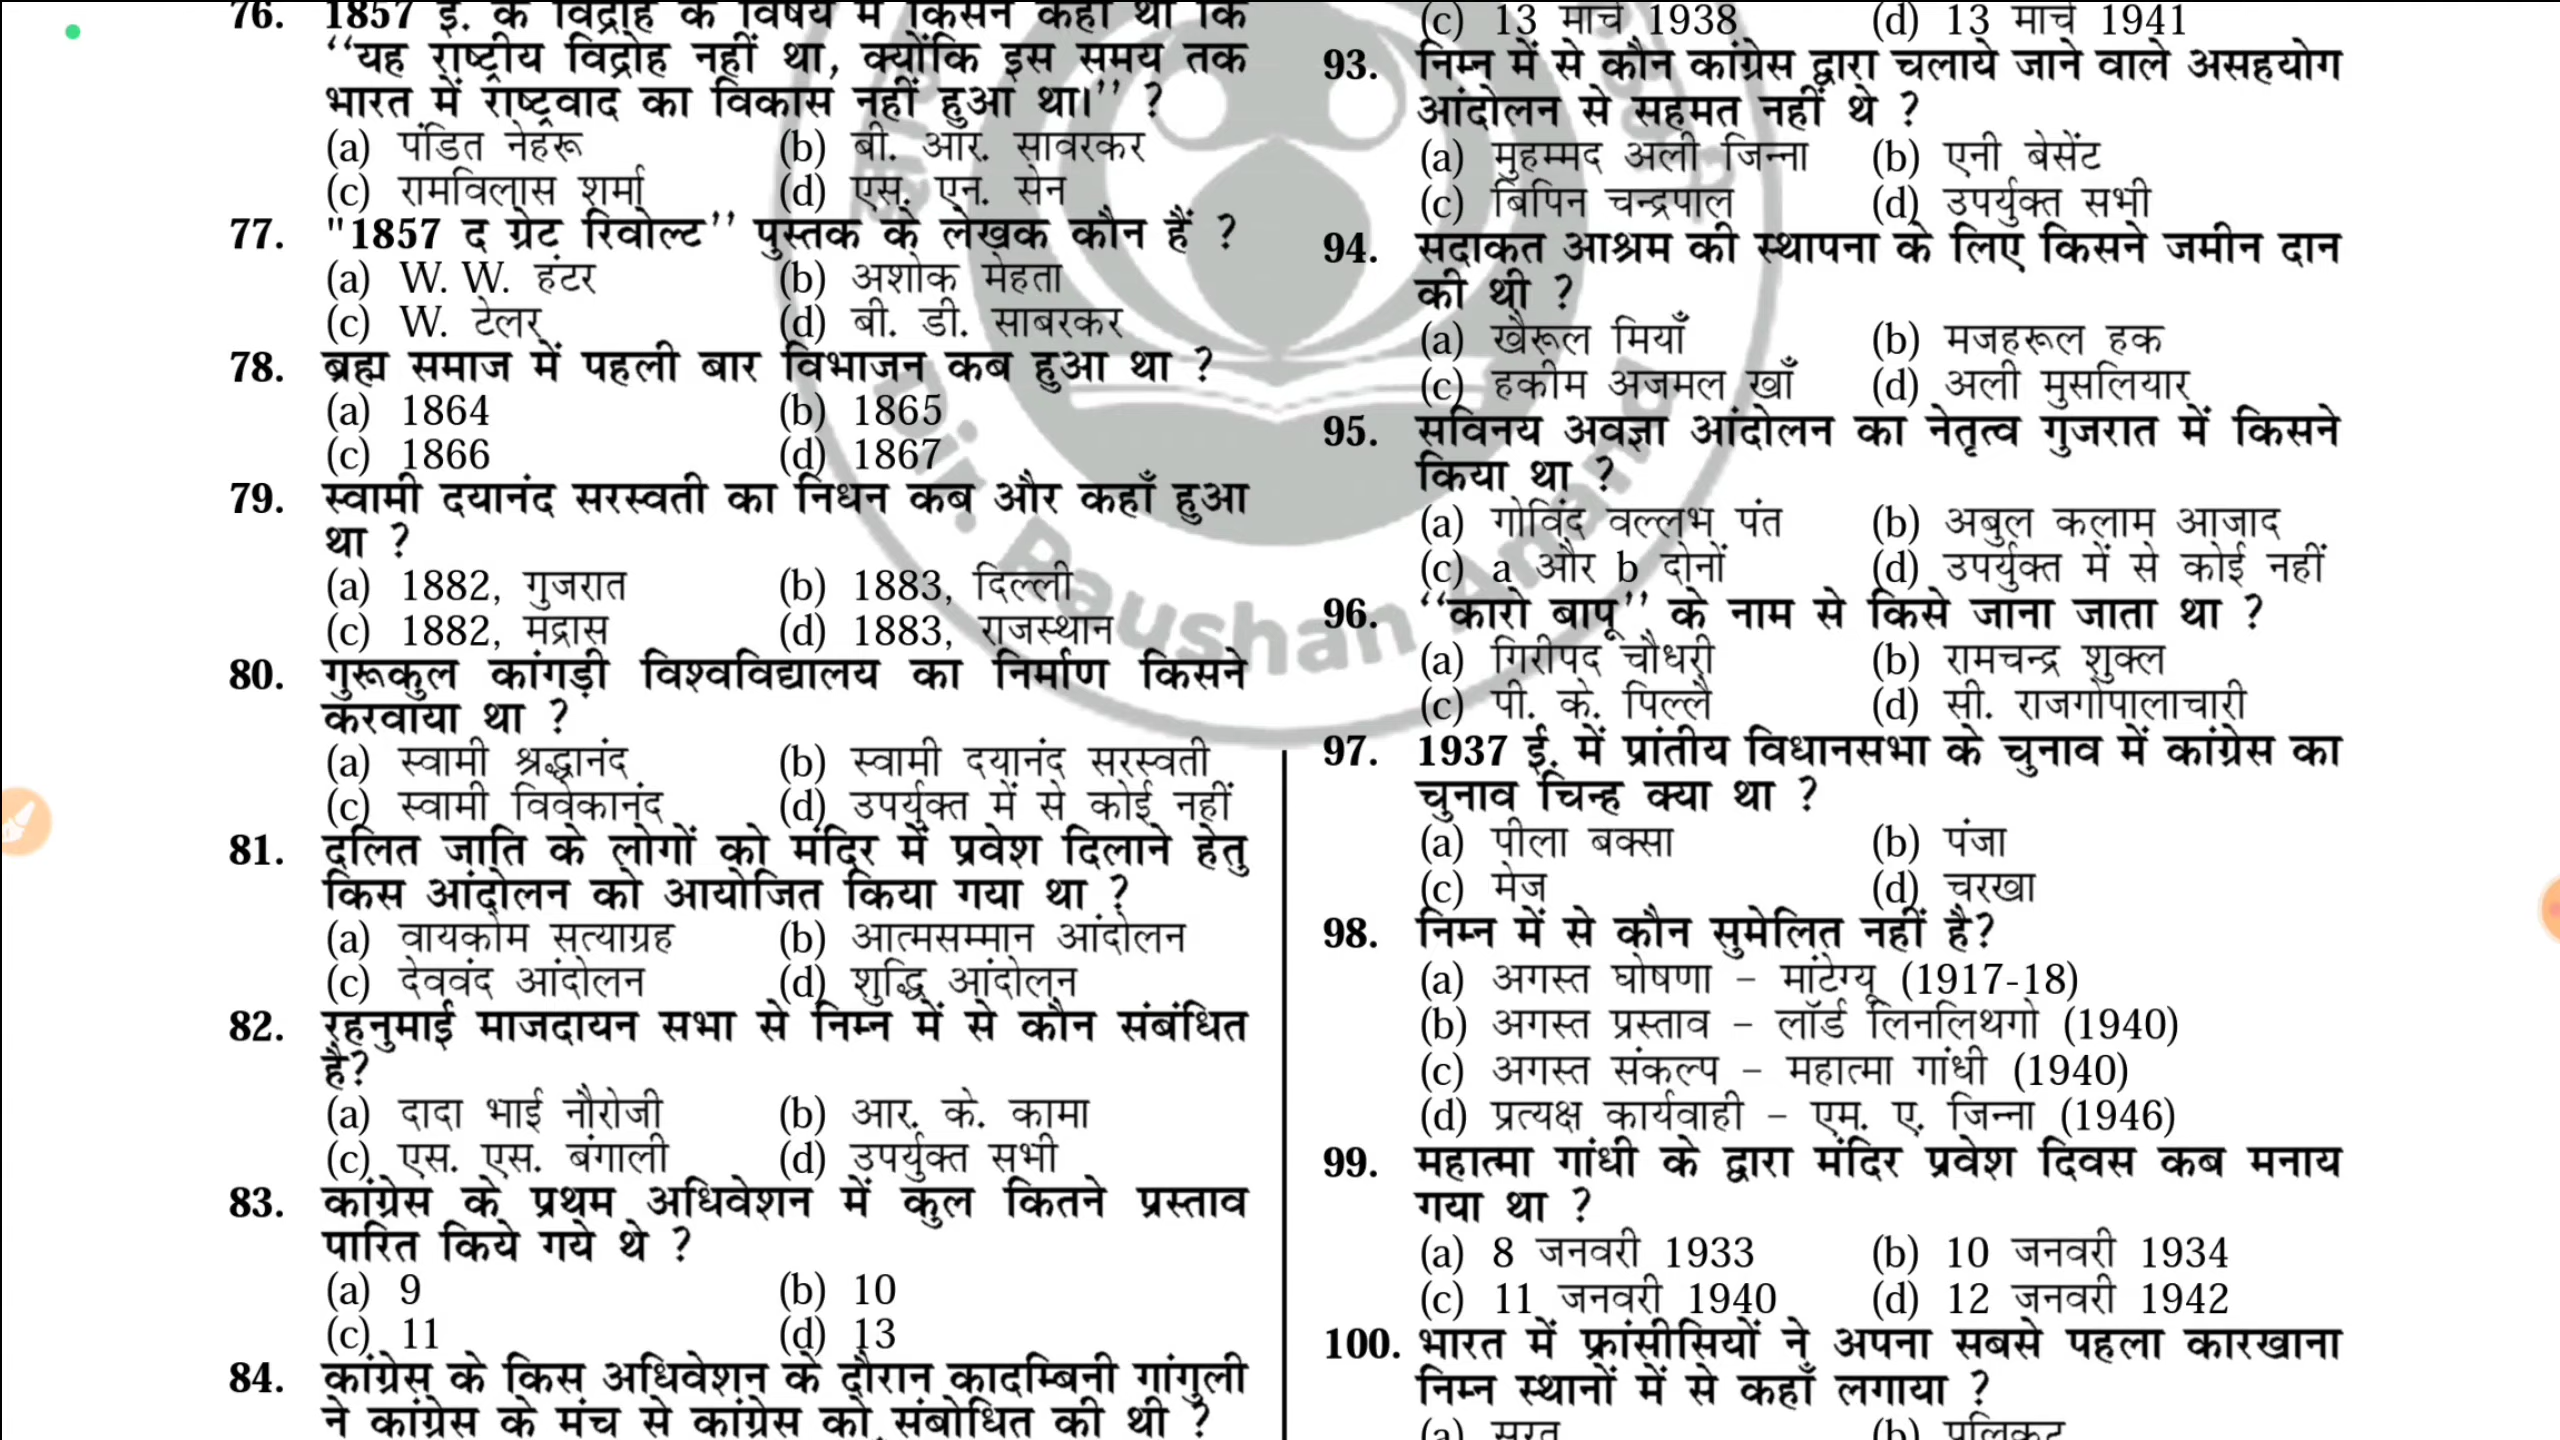 76. 1857 ई. के विद्रोह के विषय में किसने कहा था कि
‘‘यह राष्ट्रीय विद्रोह नहीं था, क्योंकि इस समय तक
भारत में राष्ट्रवाद का विकास नहीं हुआ था।’’ ?
(a) पंडित नेहरू (b) बी. आर. सावरकर
(c) रामविलास शर्मा (d) एस. एन. सेन
77. "1857 द ग्रेट रिवोल्ट’’ पुस्तक के लेखक कौन हैं ?
(a) W. W. हंटर (b) अशोक मेहता
(c) W. टेलर (d) बी. डी. साबरकर
78. ब्रह्म समाज में पहली बार विभाजन कब हुआ था ?
(a) 1864 (b) 1865
(c) 1866 (d) 1867
79. स्वामी दयानंद सरस्वती का निधन कब और कहाँ हुआ
था ?
(a) 1882, गुजरात (b) 1883, दिल्ली
(c) 1882, मद्रास (d) 1883, राजस्थान
80. गुरूकुल कांगड़ी विश्वविद्यालय का निर्माण किसने
करवाया था ?
(a) स्वामी श्रद्धानंद (b) स्वामी दयानंद सरस्वती
(c) स्वामी विवेकानंद (d) उपर्युक्त में से कोई नहीं
81. दलित जाति के लोगों को मंदिर में प्रवेश दिलाने हेतु
किस आंदोलन को आयोजित किया गया था ?
(a) वायकोम सत्याग्रह (b) आत्मसम्मान आंदोलन
(c) देववंद आंदोलन (d) शुद्धि आंदोलन
82. रहनुमाई माजदायन सभा से निम्न में से कौन संबंधित
है?
(a) दादा भाई नौरोजी (b) आर. के. कामा
(c) एस. एस. बंगाली (d) उपर्युक्त सभी
83. कांग्रेस के प्रथम अधिवेशन में कुल कितने प्रस्ताव
पारित किये गये थे ?
(a) 9 (b) 10
(c) 11 (d) 13
84. कांग्रेस के किस अधिवेशन के दौरान कादम्बिनी गांगुली
ने कांग्रेस के मंच से कांग्रेस को संबोधित की थी ?
(c) 13 मार्च 1938 (d) 13 मार्च 1941
93. निम्न में से कौन कांग्रेस द्वारा चलाये जाने वाले असहयोग
आंदोलन से सहमत नहीं थे ?
(a) मुहम्मद अली जिन्ना (b) एनी बेसेंट
(c) बिपिन चन्द्रपाल (d) उपर्युक्त सभी
94. सदाकत आश्रम की स्थापना के लिए किसने जमीन दान
की थी ?
(a) खैरूल मियाँ (b) मजहरूल हक
(c) हकीम अजमल खाँ (d) अली मुसलियार
95. सविनय अवज्ञा आंदोलन का नेतृत्व गुजरात में किसने
किया था ?
(a) गोविंद वल्लभ पंत (b) अबुल कलाम आजाद
(c) a और b दोनों (d) उपर्युक्त में से कोई नहीं
96. ‘‘कारो बापू’’ के नाम से किसे जाना जाता था ?
(a) गिरीपद चौधरी (b) रामचन्द्र शुक्ल
(c) पी. के. पिल्लै (d) सी. राजगोपालाचारी
97. 1937 ई. में प्रांतीय विधानसभा के चुनाव में कांग्रेस का
चुनाव चिन्ह क्या था ?
(a) पीला बक्सा (b) पंजा
(c) मेज (d) चरखा
98. निम्न में से कौन सुमेलित नहीं है?
(a) अगस्त घोषणा – मांटेग्यू (1917-18)
(b) अगस्त प्रस्ताव – लॉर्ड लिनलिथगो (1940)
(c) अगस्त संकल्प – महात्मा गांधी (1940)
(d) प्रत्यक्ष कार्यवाही – एम. ए. जिन्ना (1946)
99. महात्मा गांधी के द्वारा मंदिर प्रवेश दिवस कब मनाय
गया था ?
(a) 8 जनवरी 1933 (b) 10 जनवरी 1934
(c) 11 जनवरी 1940 (d) 12 जनवरी 1942
100. भारत में फ्रांसीसियों ने अपना सबसे पहला कारखाना
निम्न स्थानों में से कहाँ लगाया ?
(a) सूरत (b) पुलिकट
Dir. Raushan Anand